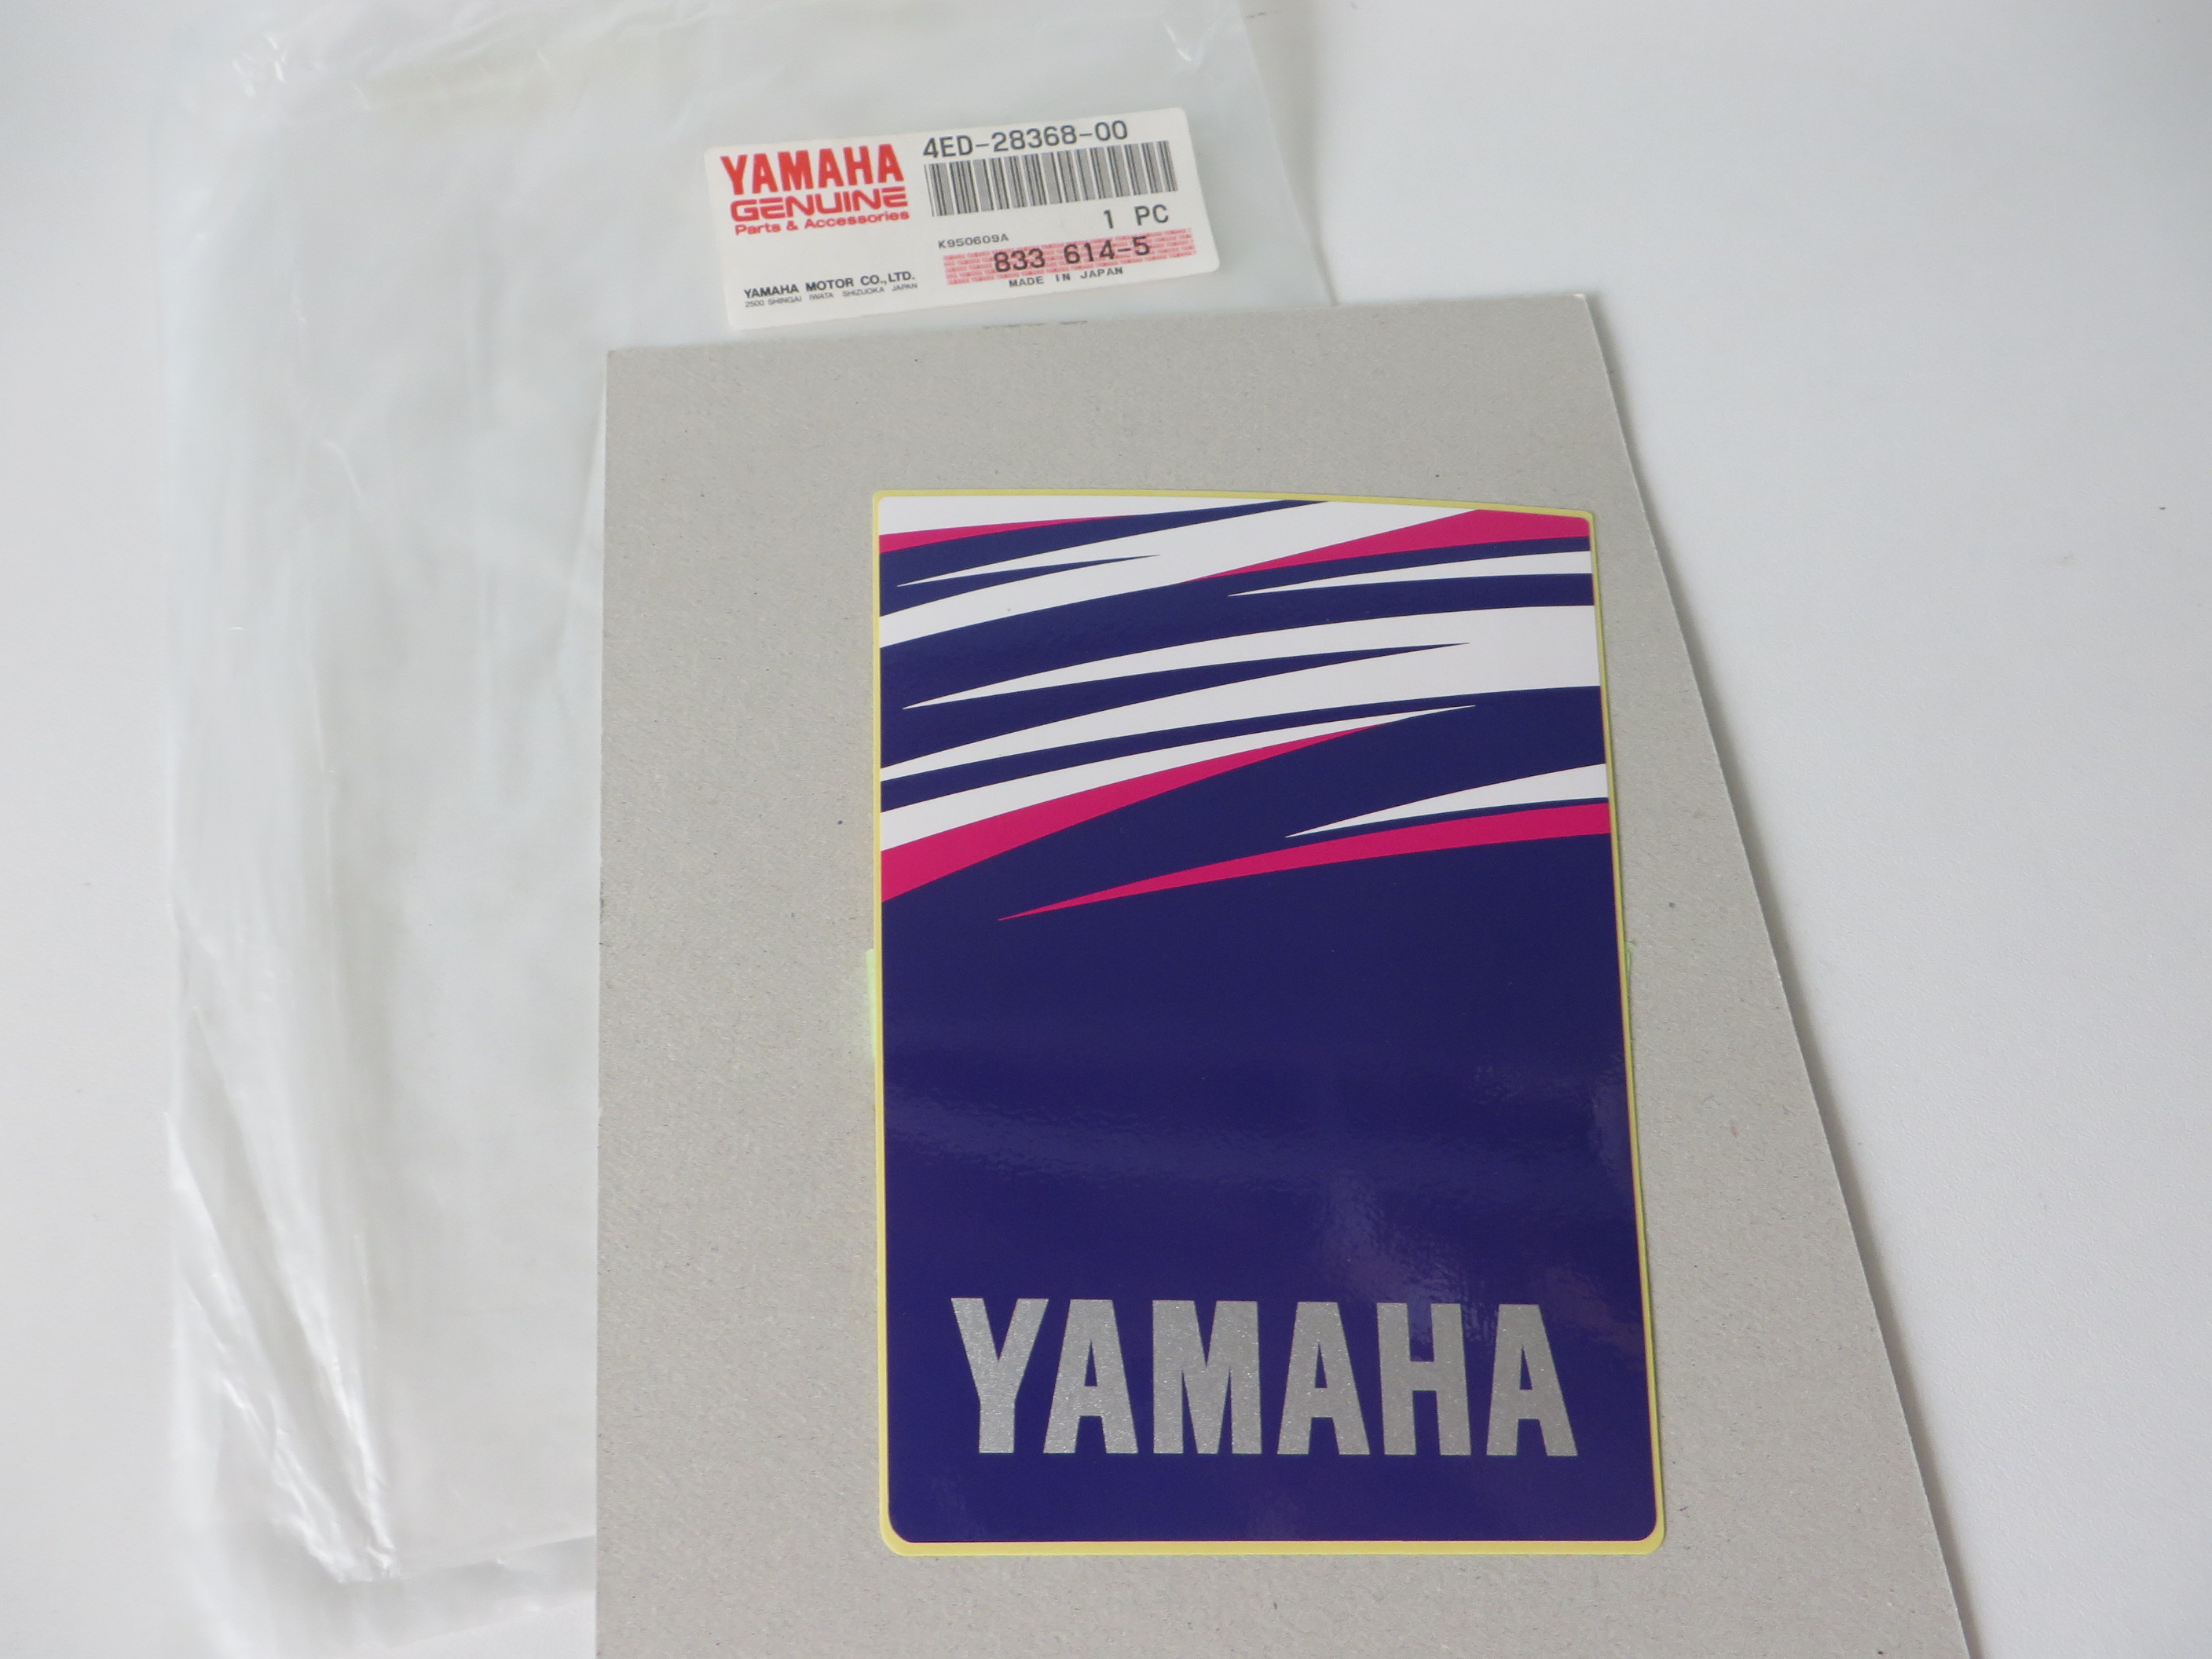 YAMAHA
GENUINE
Parts & Accessories
4ED-28368-00
1 PC
K950609A
833 614-5
MADE IN JAPAN
YAMAHA MOTOR CO.,LTD.
2500 SHINGAI IWATA SHIZUOKA JAPAN
YAMAHA